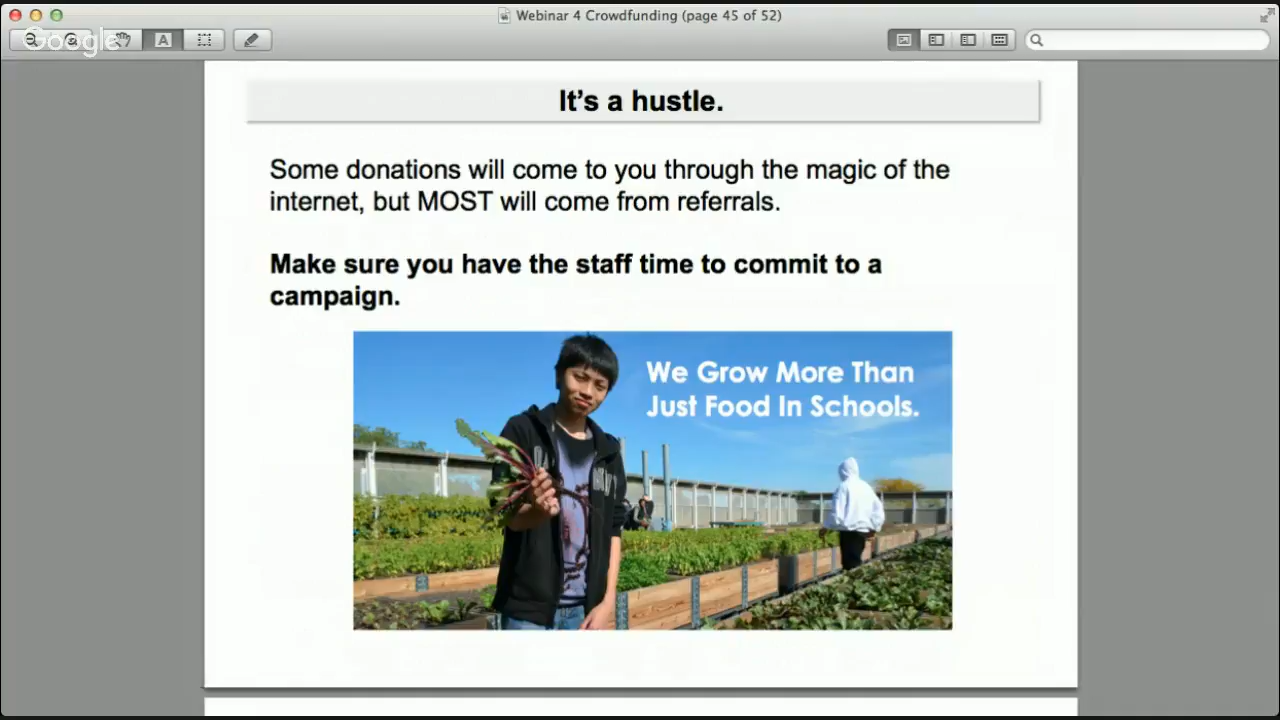 Webinar 4 Crowdfunding (page 45 of 52)
Google
A
It's a hustle.
Some donations will come to you through the magic of the
internet, but MOST will come from referrals.
Make sure you have the staff time to commit to a
campaign.
We Grow More Than
Just Food In Schools.